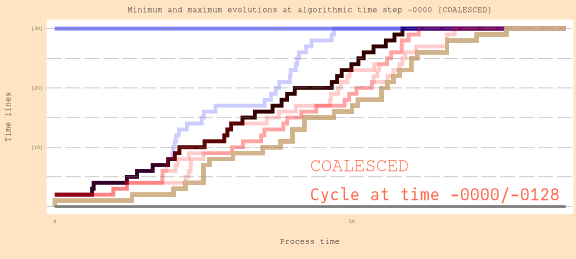 Minimum and maximum evolutions at algorithmic time step -0000 [COALESCED]
[30]
[20]
[10]
Time lines
COALESCED
Cycle at time -0000/-0128
0
50
Process time